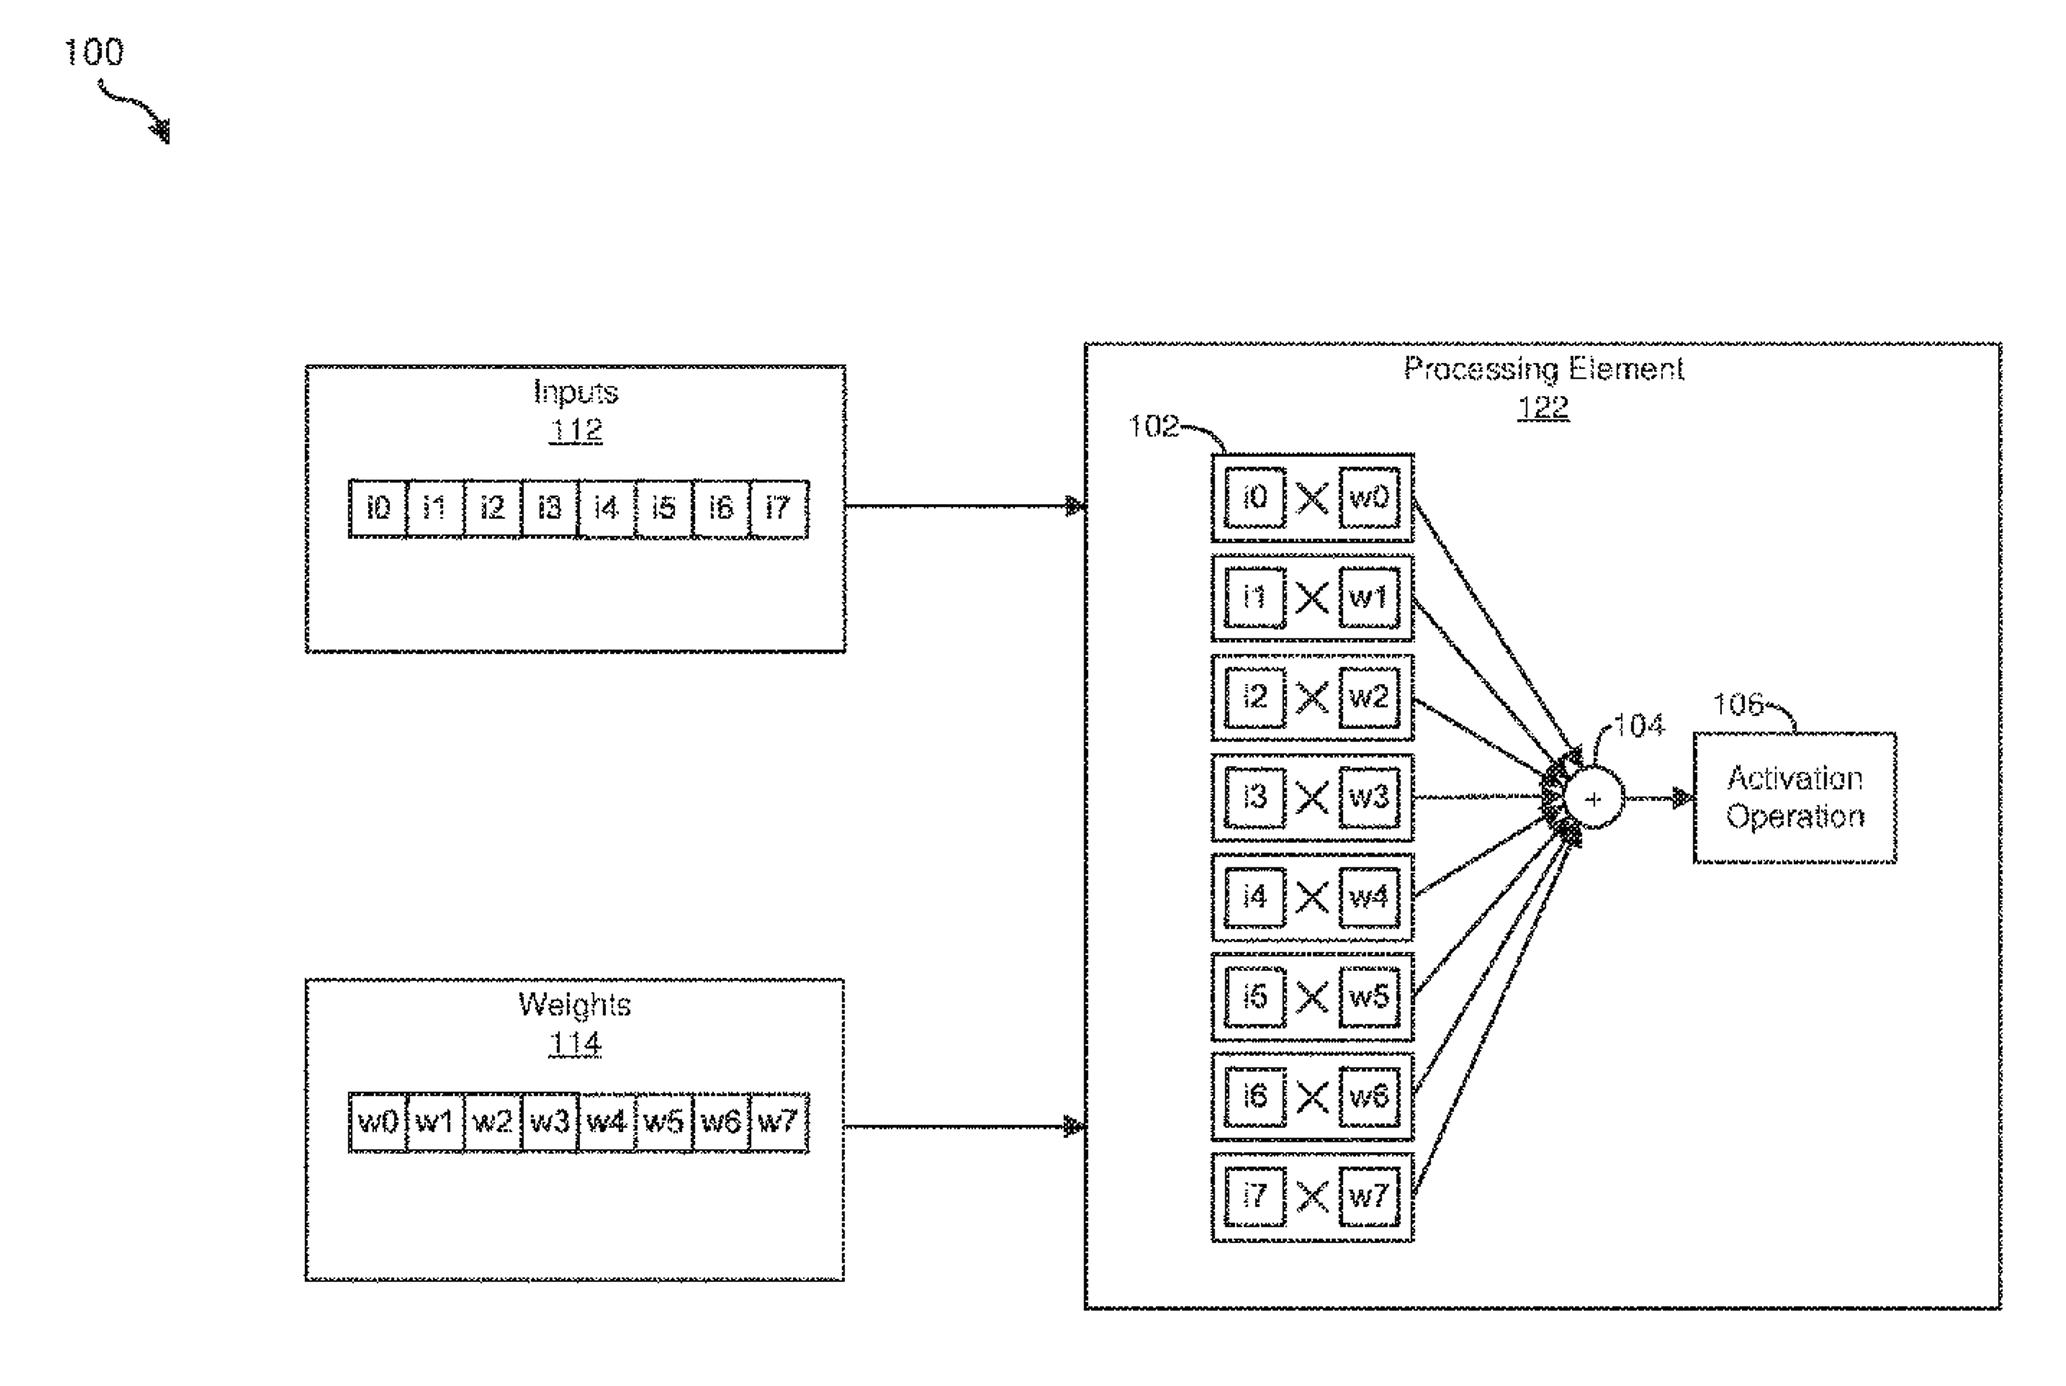 100
Inputs
112
i0 i1 i2 i3 i4 i5 i6 i7
Weights
114
w0 w1 w2 w3 w4 w5 w6 w7
Processing Element
122
102
i0 × w0
i1 × w1
i2 × w2
i3 × w3
i4 × w4
i5 × w5
i6 × w6
i7 × w7
104
+
106
Activation
Operation